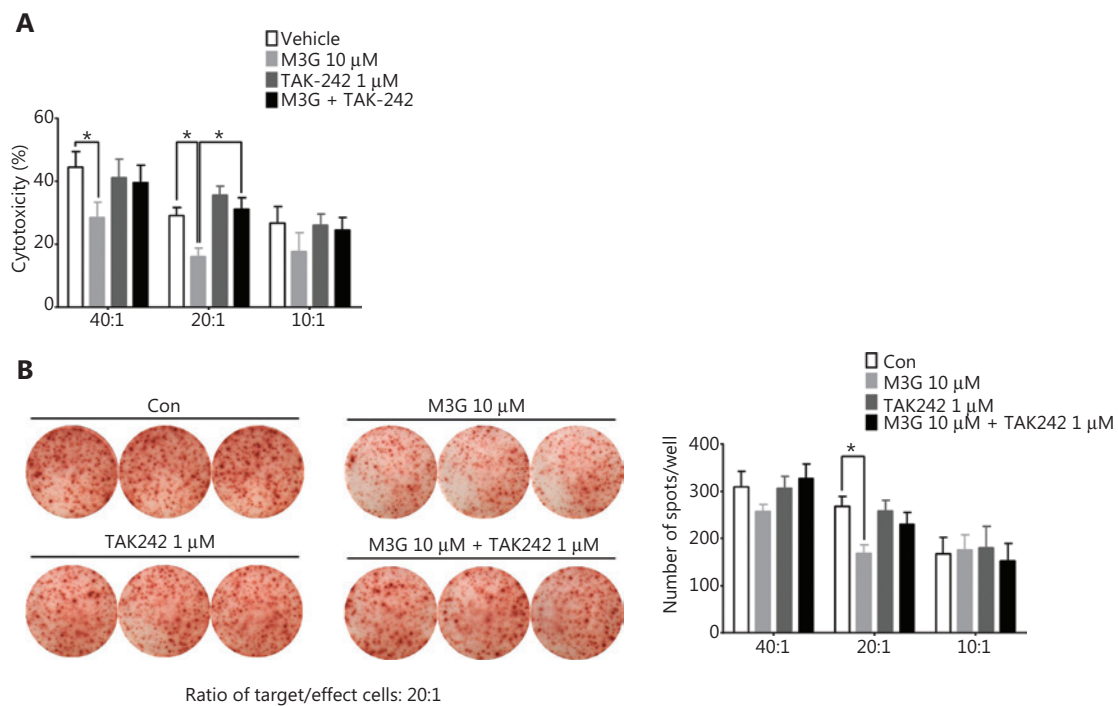 A
Vehicle
M3G 10 μM
TAK-242 1 μM
M3G + TAK-242
Cytotoxicity (%)
60
40
20
0
* * *
40:1 20:1 10:1
B
Con M3G 10 μM
TAK242 1 μM M3G 10 μM + TAK242 1 μM
Ratio of target/effect cells: 20:1
Con
M3G 10 μM
TAK242 1 μM
M3G 10 μM + TAK242 1 μM
Number of spots/well
400
300
200
100
0
*
40:1 20:1 10:1